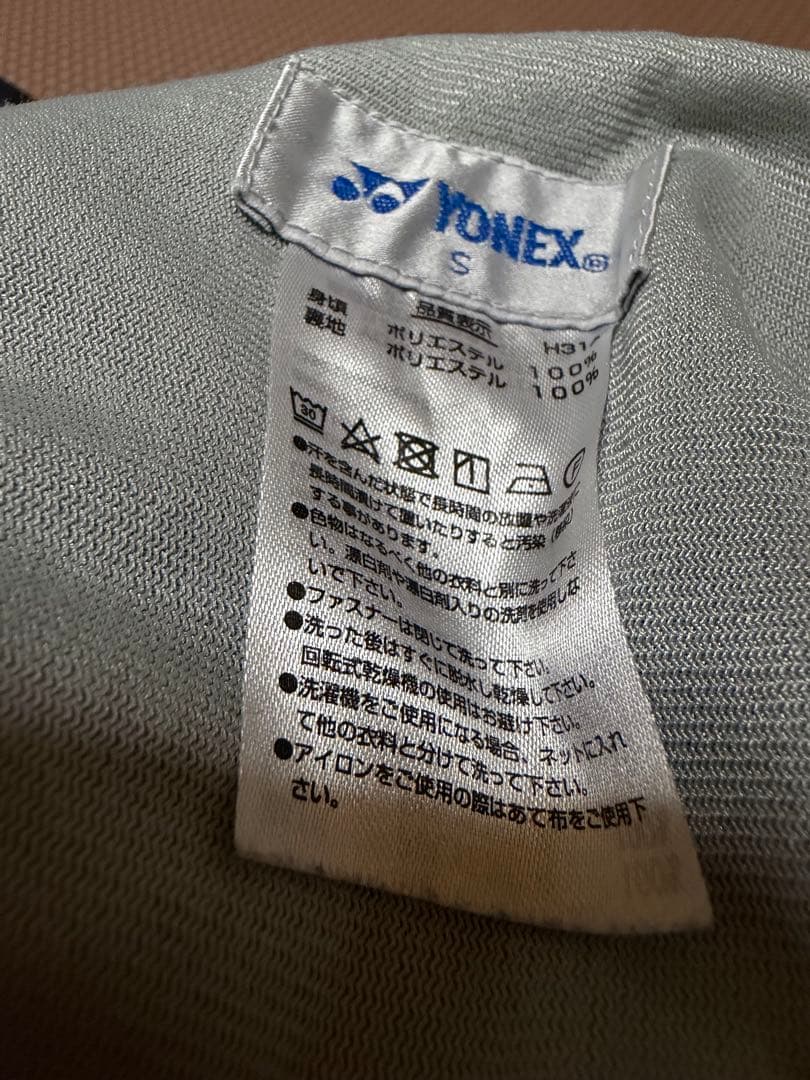 YONEX®
S
品質表示 H31
身頃 ポリエステル 100%
裏地 ポリエステル 100%
30
●汗を含んだ状態で長時間の放置や
長時間漬けて置いたりすると汚染
する事があります。
●色物はなるべく他の衣料と別に洗って下さ
い。漂白剤や漂白剤入りの洗剤を使用しな
いで下さい。
●ファスナーは閉じて洗って下さい。
●洗った後はすぐに脱水し乾燥して下さい。
回転式乾燥機の使用はお避け下さい。
●洗濯機をご使用になる場合、ネットに入れ
て他の衣料と分けて洗って下さい。
●アイロンをご使用の際はあて布をご使用下
さい。